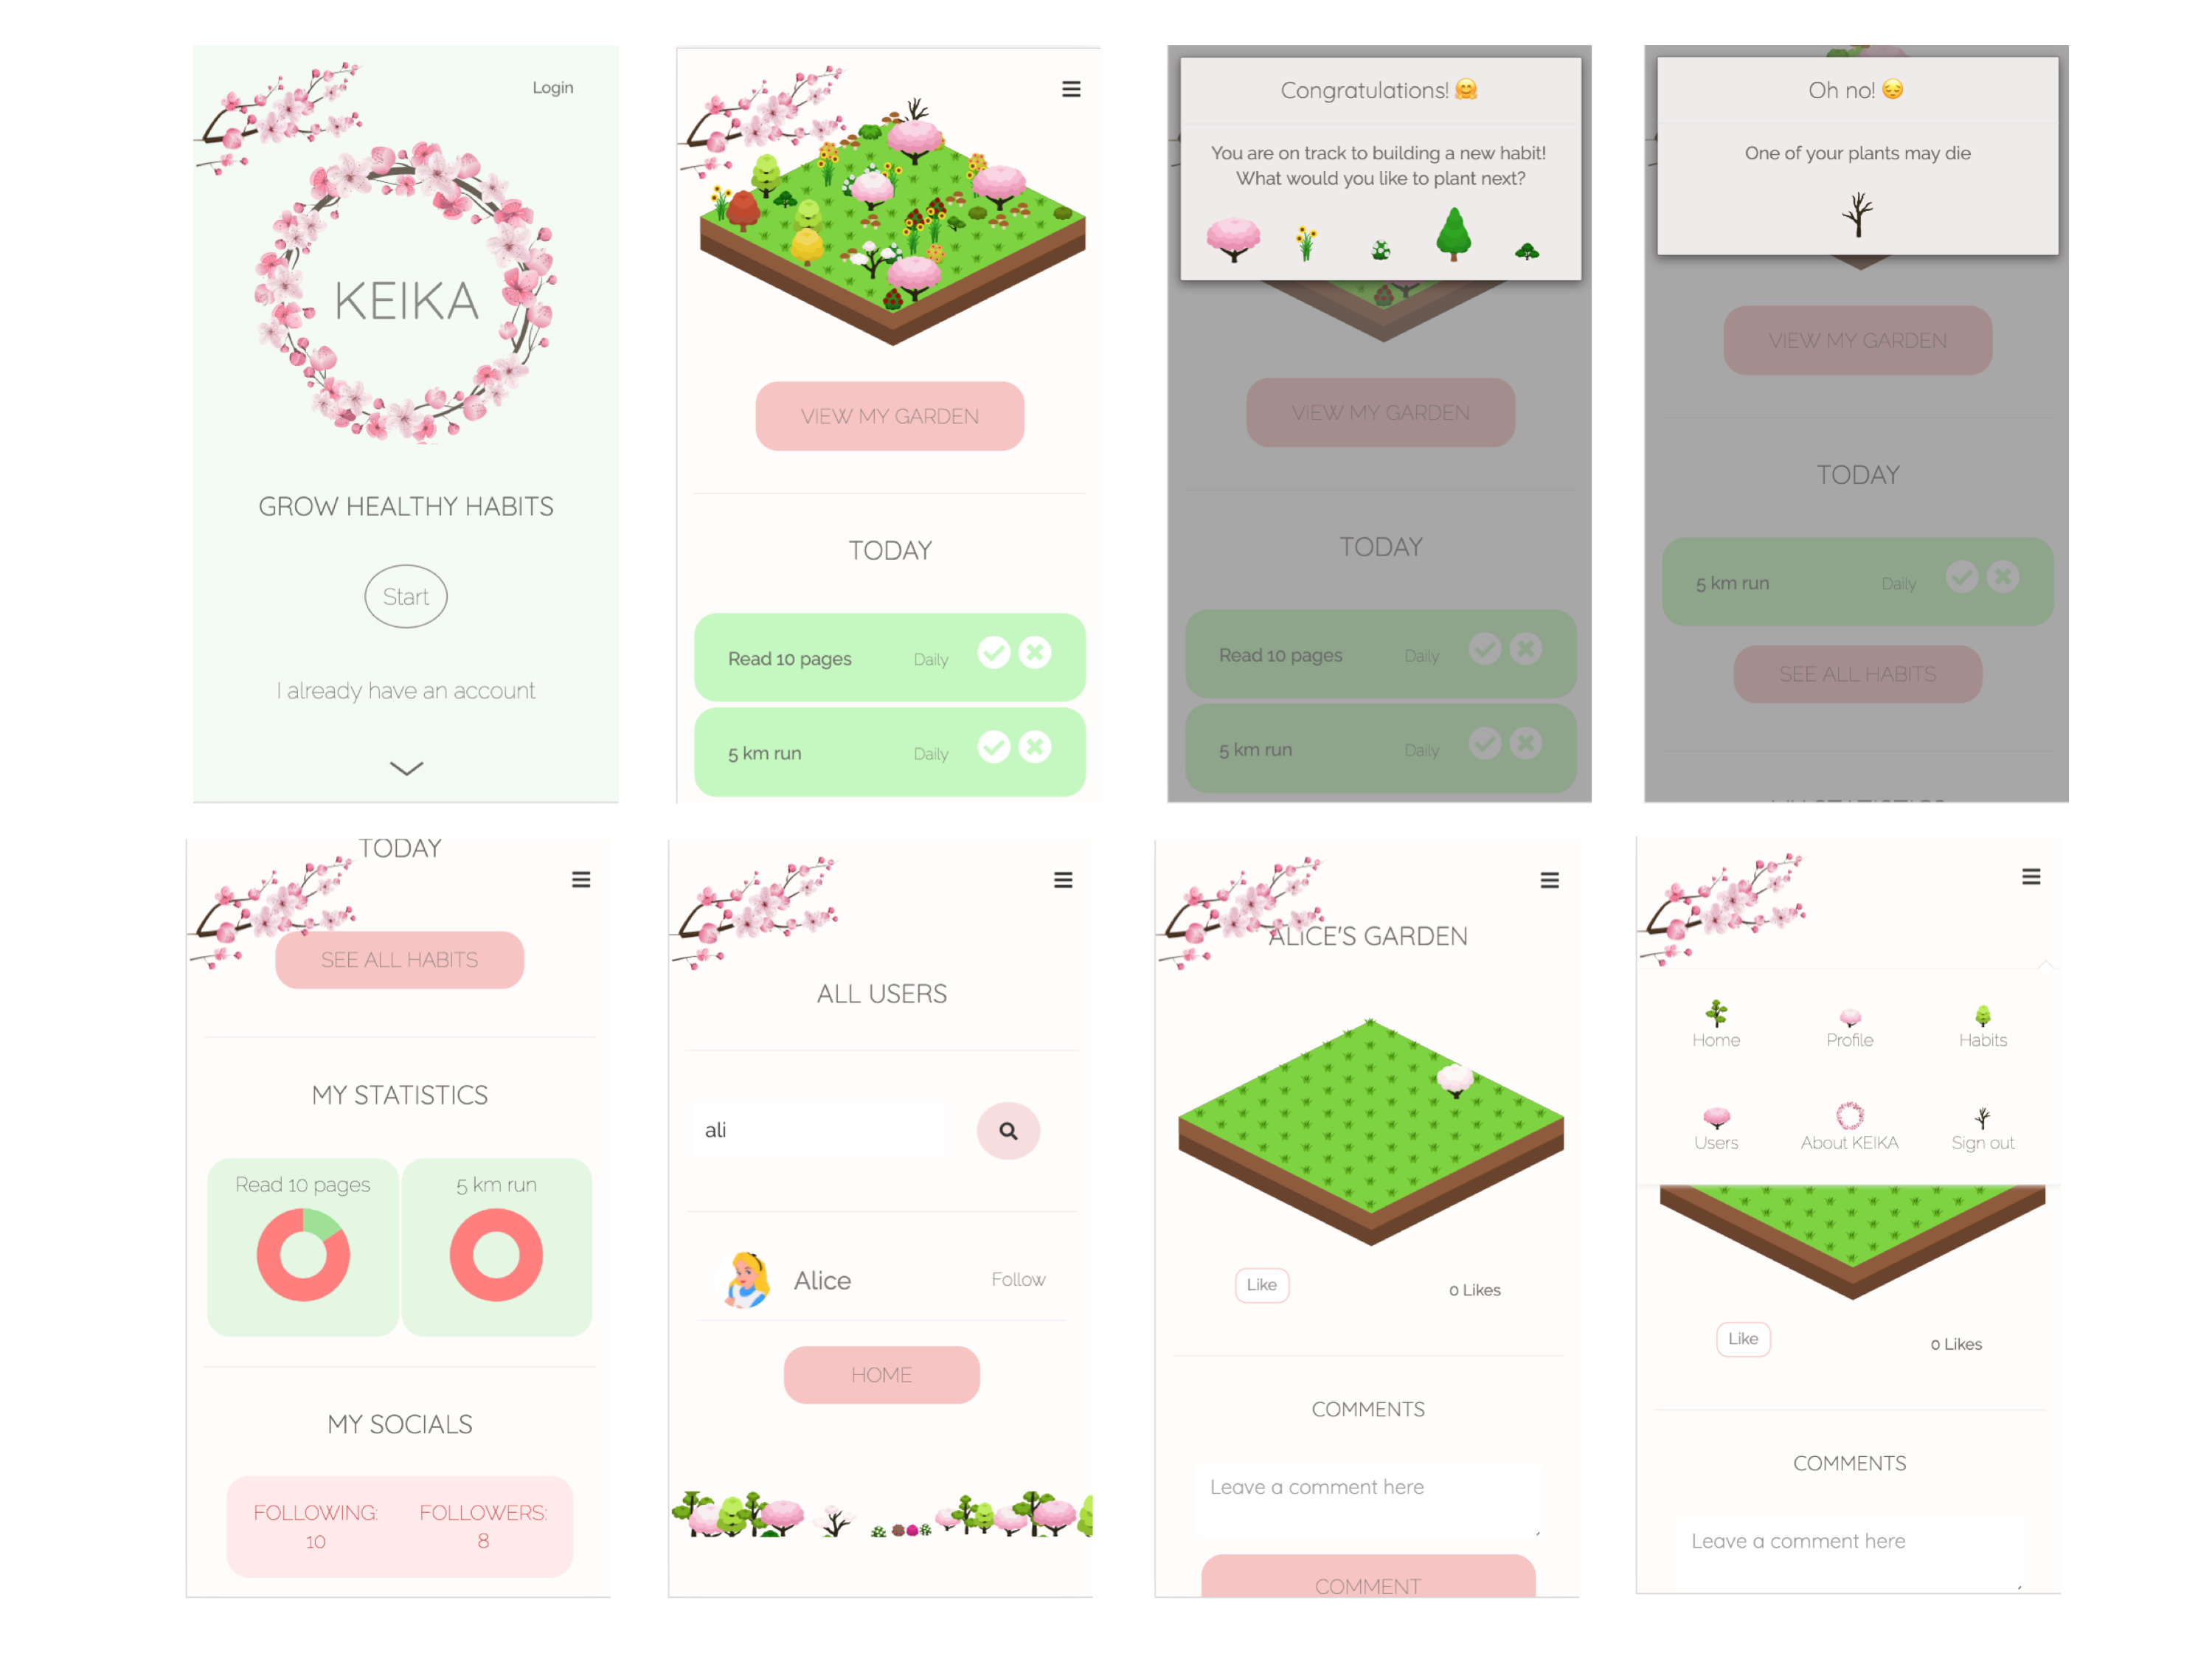 Login
KEIKA
GROW HEALTHY HABITS
Start
I already have an account
VIEW MY GARDEN
TODAY
Read 10 pages Daily
5 km run Daily
Congratulations! 🤗
You are on track to building a new habit!
What would you like to plant next?
VIEW MY GARDEN
TODAY
Read 10 pages Daily
5 km run Daily
Oh no! 😔
One of your plants may die
VIEW MY GARDEN
TODAY
5 km run Daily
SEE ALL HABITS
MY STATISTICS
TODAY
SEE ALL HABITS
MY STATISTICS
Read 10 pages 5 km run
MY SOCIALS
FOLLOWING: FOLLOWERS:
10 8
ALL USERS
ali
Alice Follow
HOME
ALICE'S GARDEN
Like 0 Likes
COMMENTS
Leave a comment here
COMMENT
Home Profile Habits
Users About KEIKA Sign out
Like 0 Likes
COMMENTS
Leave a comment here